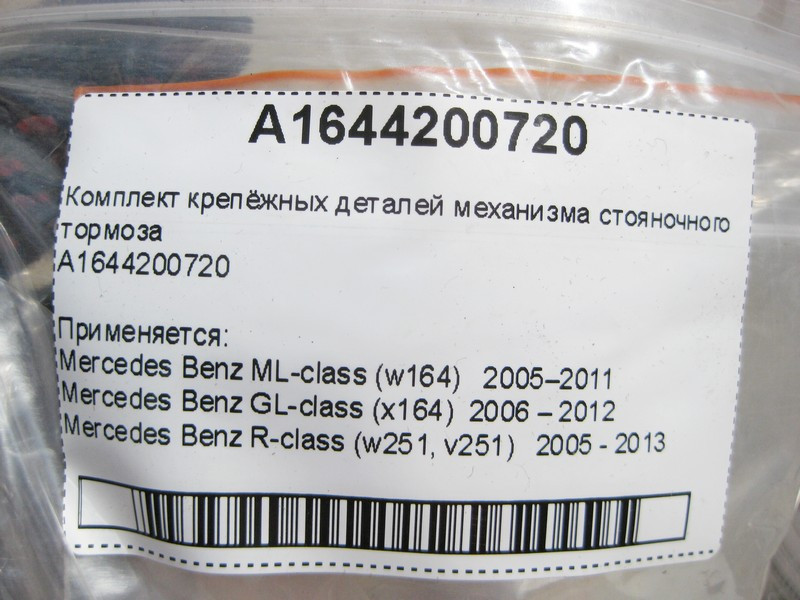 A1644200720
Комплект крепёжных деталей механизма стояночного
тормоза
A1644200720
Применяется:
Mercedes Benz ML-class (w164) 2005–2011
Mercedes Benz GL-class (x164) 2006 – 2012
Mercedes Benz R-class (w251, v251) 2005 - 2013